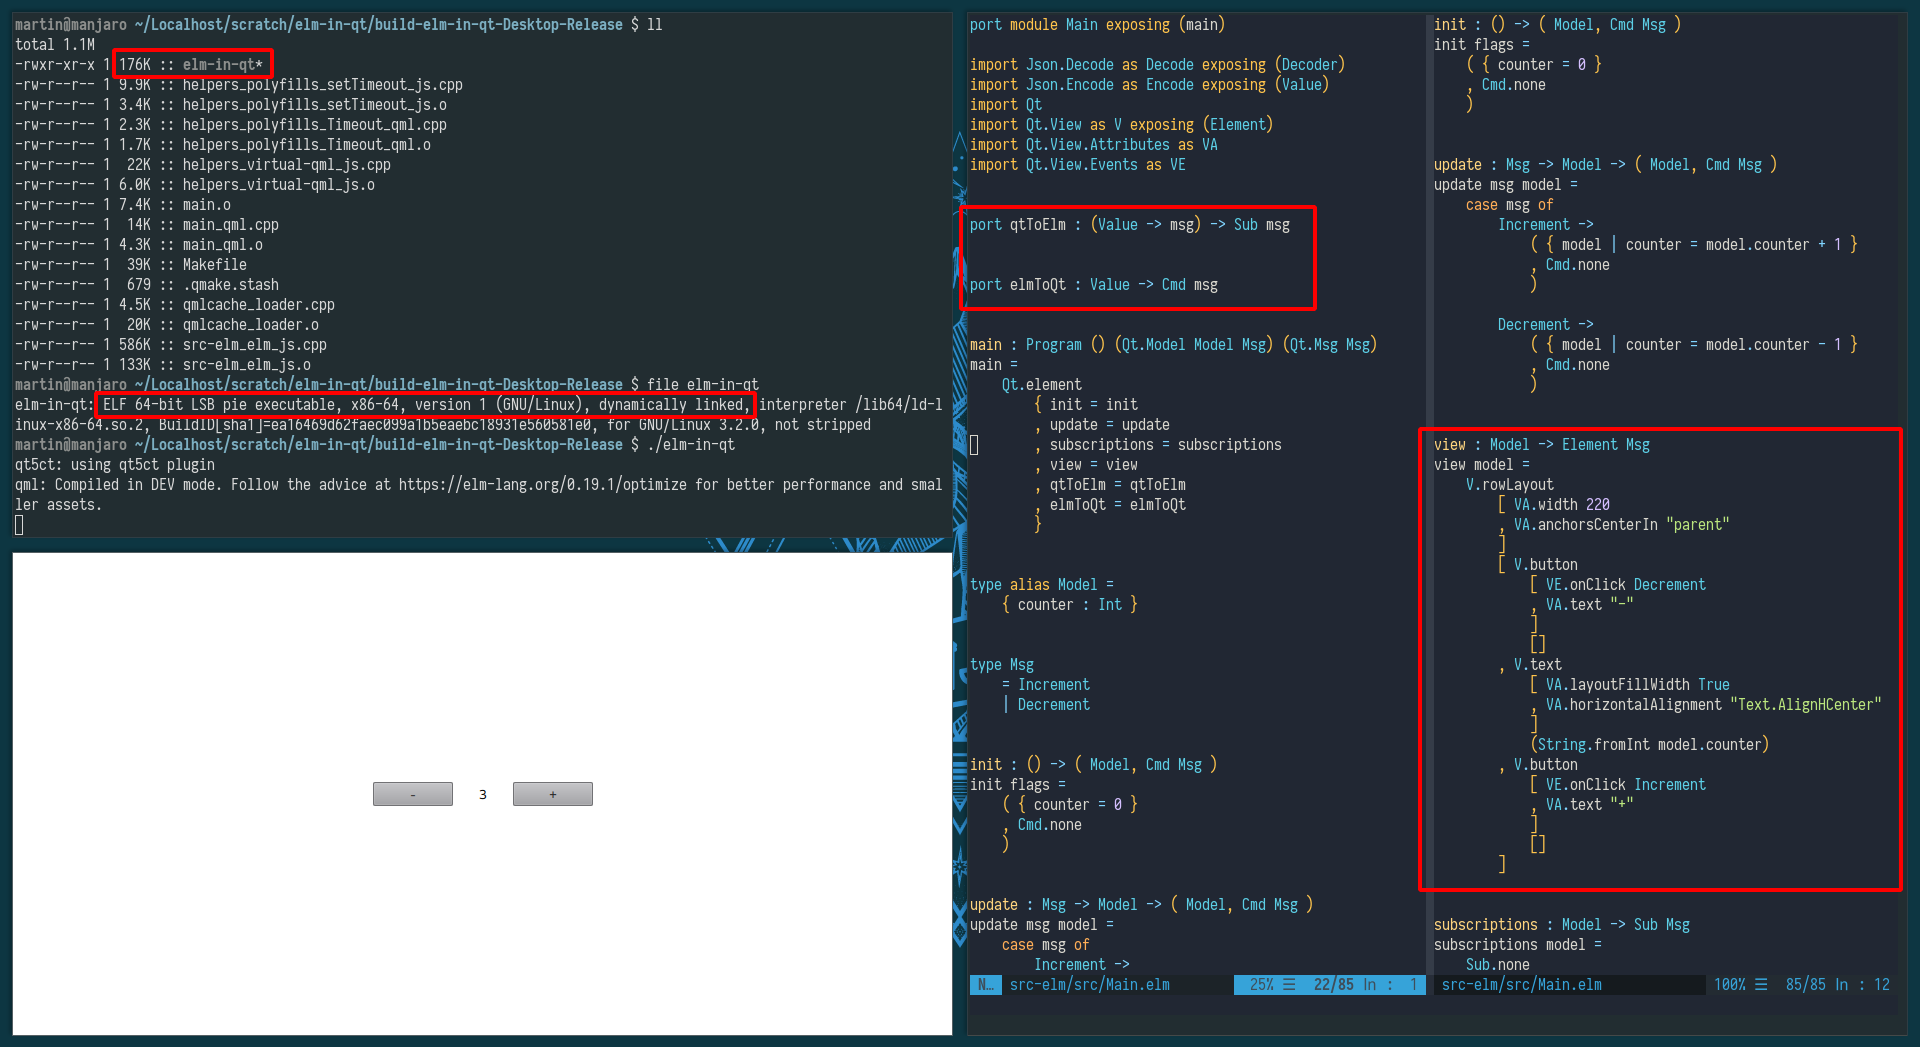 martin@manjaro ~/Localhost/scratch/elm-in-qt/build-elm-in-qt-Desktop-Release $ ll
total 1.1M
-rwxr-xr-x 1 176K :: elm-in-qt*
-rw-r--r-- 1 9.9K :: helpers_polyfills_setTimeout_js.cpp
-rw-r--r-- 1 3.4K :: helpers_polyfills_setTimeout_js.o
-rw-r--r-- 1 2.3K :: helpers_polyfills_Timeout_qml.cpp
-rw-r--r-- 1 1.7K :: helpers_polyfills_Timeout_qml.o
-rw-r--r-- 1  22K :: helpers_virtual-qml_js.cpp
-rw-r--r-- 1 6.0K :: helpers_virtual-qml_js.o
-rw-r--r-- 1 7.4K :: main.o
-rw-r--r-- 1  14K :: main_qml.cpp
-rw-r--r-- 1 4.3K :: main_qml.o
-rw-r--r-- 1  39K :: Makefile
-rw-r--r-- 1  679 :: .qmake.stash
-rw-r--r-- 1 4.5K :: qmlcache_loader.cpp
-rw-r--r-- 1  20K :: qmlcache_loader.o
-rw-r--r-- 1 586K :: src-elm_elm_js.cpp
-rw-r--r-- 1 133K :: src-elm_elm_js.o
martin@manjaro ~/Localhost/scratch/elm-in-qt/build-elm-in-qt-Desktop-Release $ file elm-in-qt
elm-in-qt: ELF 64-bit LSB pie executable, x86-64, version 1 (GNU/Linux), dynamically linked, interpreter /lib64/ld-l
inux-x86-64.so.2, BuildID[sha1]=ea16469d62faec099a1b5eaebc18931e560581e0, for GNU/Linux 3.2.0, not stripped
martin@manjaro ~/Localhost/scratch/elm-in-qt/build-elm-in-qt-Desktop-Release $ ./elm-in-qt
qt5ct: using qt5ct plugin
qml: Compiled in DEV mode. Follow the advice at https://elm-lang.org/0.19.1/optimize for better performance and smal
ler assets.
- 3 +
port module Main exposing (main)
import Json.Decode as Decode exposing (Decoder)
import Json.Encode as Encode exposing (Value)
import Qt
import Qt.View as V exposing (Element)
import Qt.View.Attributes as VA
import Qt.View.Events as VE
port qtToElm : (Value -> msg) -> Sub msg
port elmToQt : Value -> Cmd msg
main : Program () (Qt.Model Model Msg) (Qt.Msg Msg)
main =
    Qt.element
        { init = init
        , update = update
        , subscriptions = subscriptions
        , view = view
        , qtToElm = qtToElm
        , elmToQt = elmToQt
        }
type alias Model =
    { counter : Int }
type Msg
    = Increment
    | Decrement
init : () -> ( Model, Cmd Msg )
init flags =
    ( { counter = 0 }
    , Cmd.none
    )
update : Msg -> Model -> ( Model, Cmd Msg )
update msg model =
    case msg of
        Increment ->
N… src-elm/src/Main.elm 25% ☰ 22/85 ln : 1
init : () -> ( Model, Cmd Msg )
init flags =
    ( { counter = 0 }
    , Cmd.none
    )
update : Msg -> Model -> ( Model, Cmd Msg )
update msg model =
    case msg of
        Increment ->
            ( { model | counter = model.counter + 1 }
            , Cmd.none
            )
        Decrement ->
            ( { model | counter = model.counter - 1 }
            , Cmd.none
            )
view : Model -> Element Msg
view model =
    V.rowLayout
        [ VA.width 220
        , VA.anchorsCenterIn "parent"
        ]
        [ V.button
            [ VE.onClick Decrement
            , VA.text "-"
            ]
            []
        , V.text
            [ VA.layoutFillWidth True
            , VA.horizontalAlignment "Text.AlignHCenter"
            ]
            (String.fromInt model.counter)
        , V.button
            [ VE.onClick Increment
            , VA.text "+"
            ]
            []
        ]
subscriptions : Model -> Sub Msg
subscriptions model =
    Sub.none
src-elm/src/Main.elm 100% ☰ 85/85 ln : 12